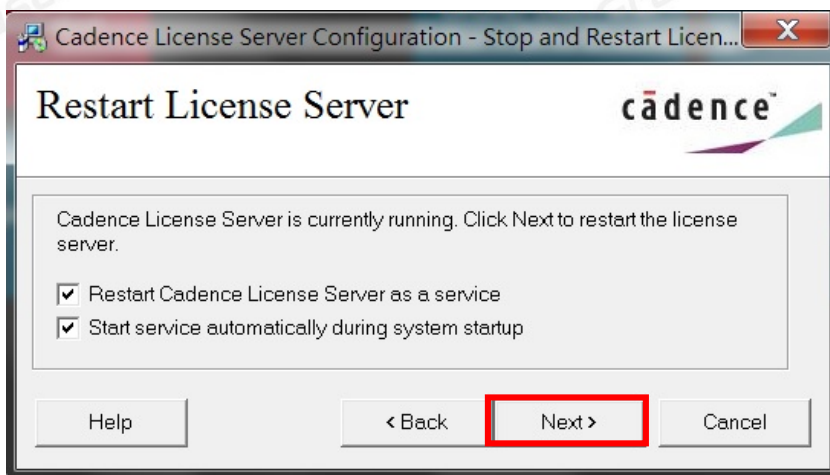 Cadence License Server Configuration - Stop and Restart Licen...
X
Restart License Server
cādence™
Cadence License Server is currently running. Click Next to restart the license
server.
Restart Cadence License Server as a service
Start service automatically during system startup
Help
< Back
Next >
Cancel